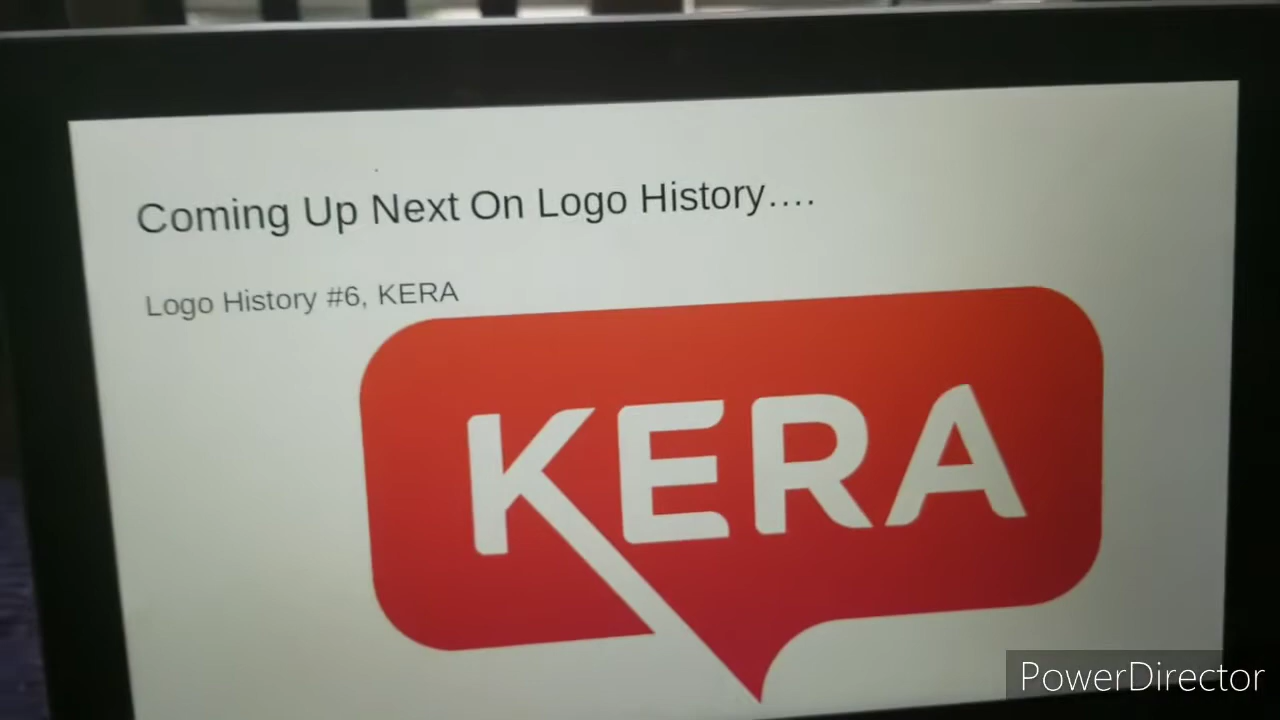 Coming Up Next On Logo History....
Logo History #6, KERA
KERA
PowerDirector